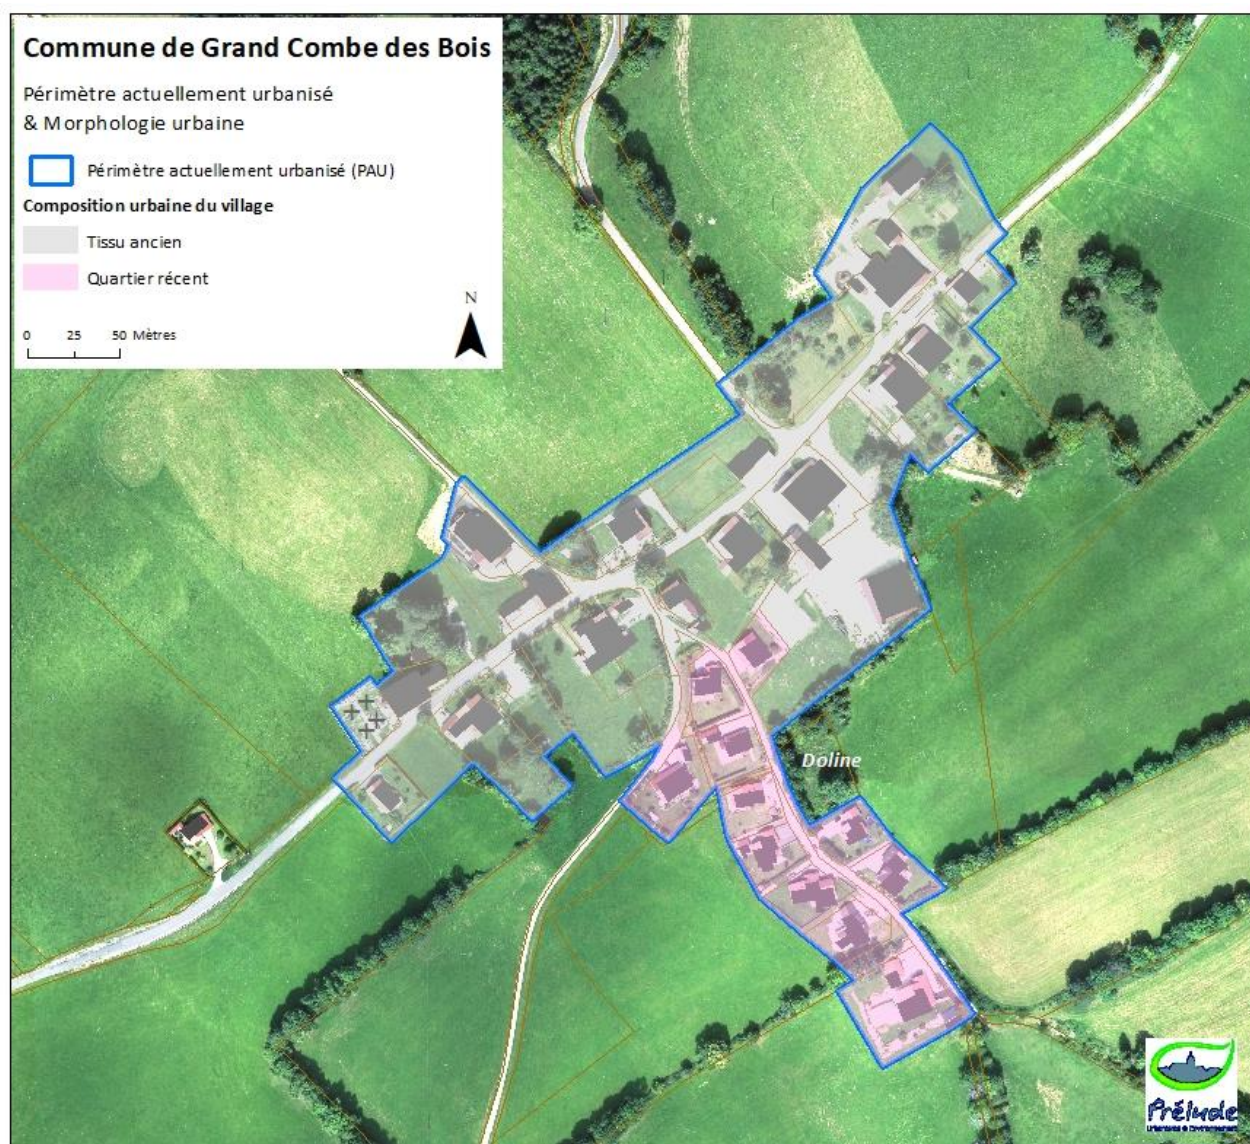 Commune de Grand Combe des Bois
Périmètre actuellement urbanisé
& Morphologie urbaine
Périmètre actuellement urbanisé (PAU)
Composition urbaine du village
Tissu ancien
Quartier récent
N
0 25 50 Mètres
Doline
Prélude